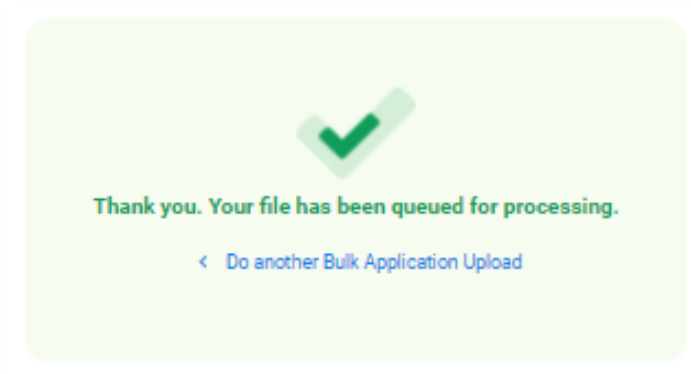 Thank you. Your file has been queued for processing.
Do another Bulk Application Upload